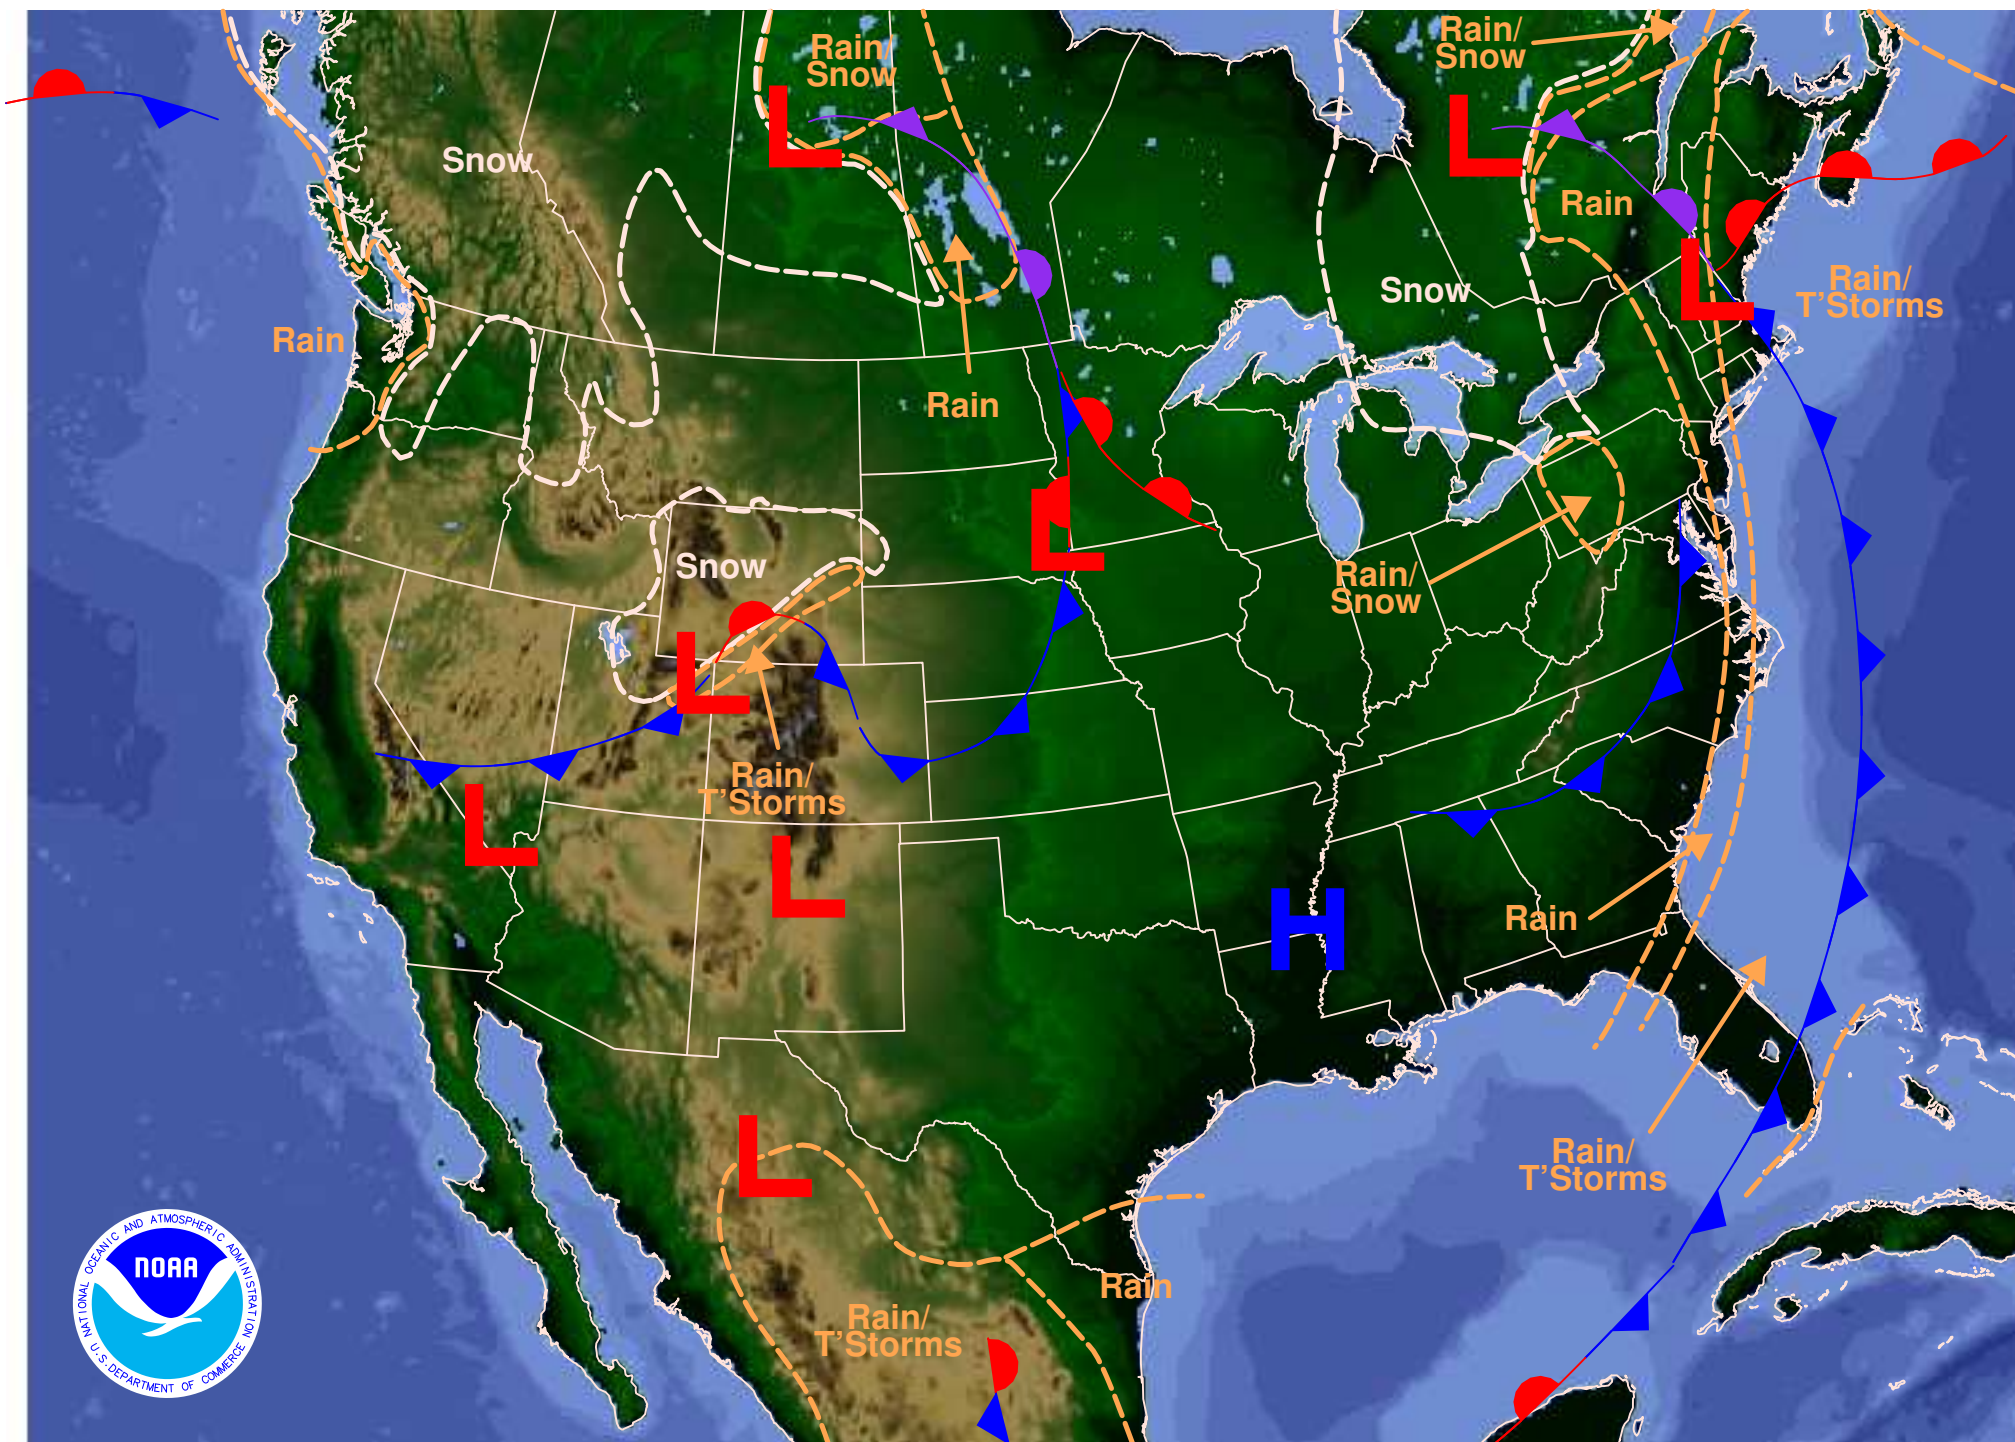 Rain/
Snow
Rain/
Snow
Snow
Rain
Snow
Rain/
T'Storms
Rain
Rain
Snow
Rain/
Snow
Rain/
T'Storms
Rain
Rain/
T'Storms
Rain
Rain/
T'Storms
L
L
L
L
L
L
L
L
H
NATIONAL OCEANIC AND ATMOSPHERIC ADMINISTRATION
NOAA
U.S. DEPARTMENT OF COMMERCE